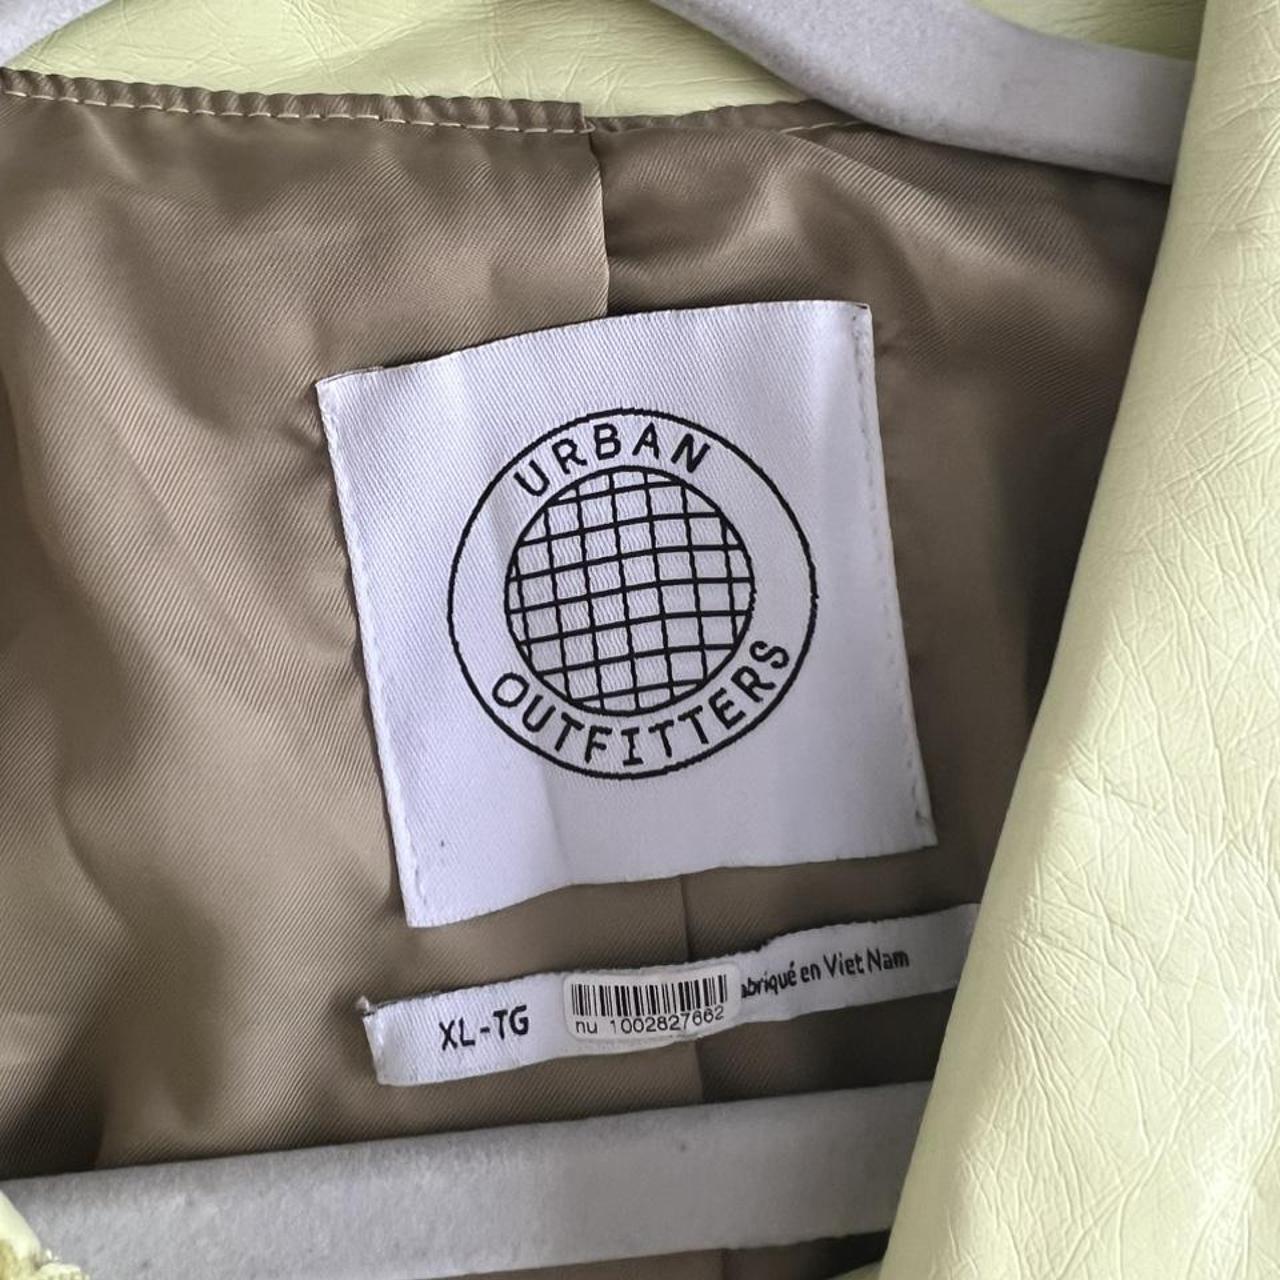 URBAN
OUTFITTERS
XL-TG
nu 1002827662
abriqué en Viet Nam